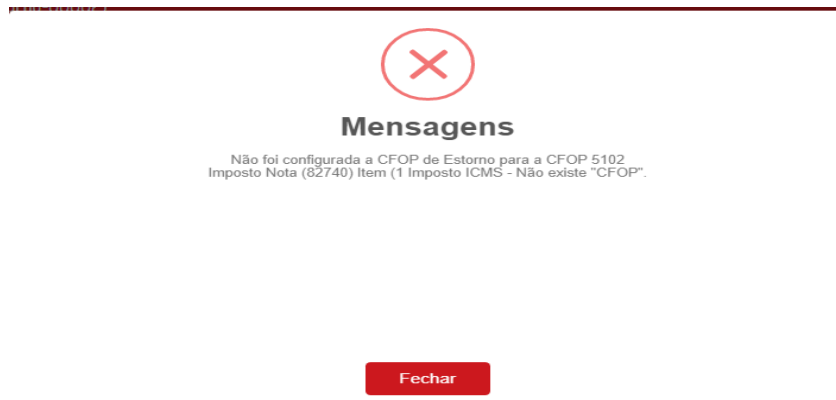 Mensagens
Não foi configurada a CFOP de Estorno para a CFOP 5102
Imposto Nota (82740) Item (1 Imposto ICMS - Não existe "CFOP".
Fechar